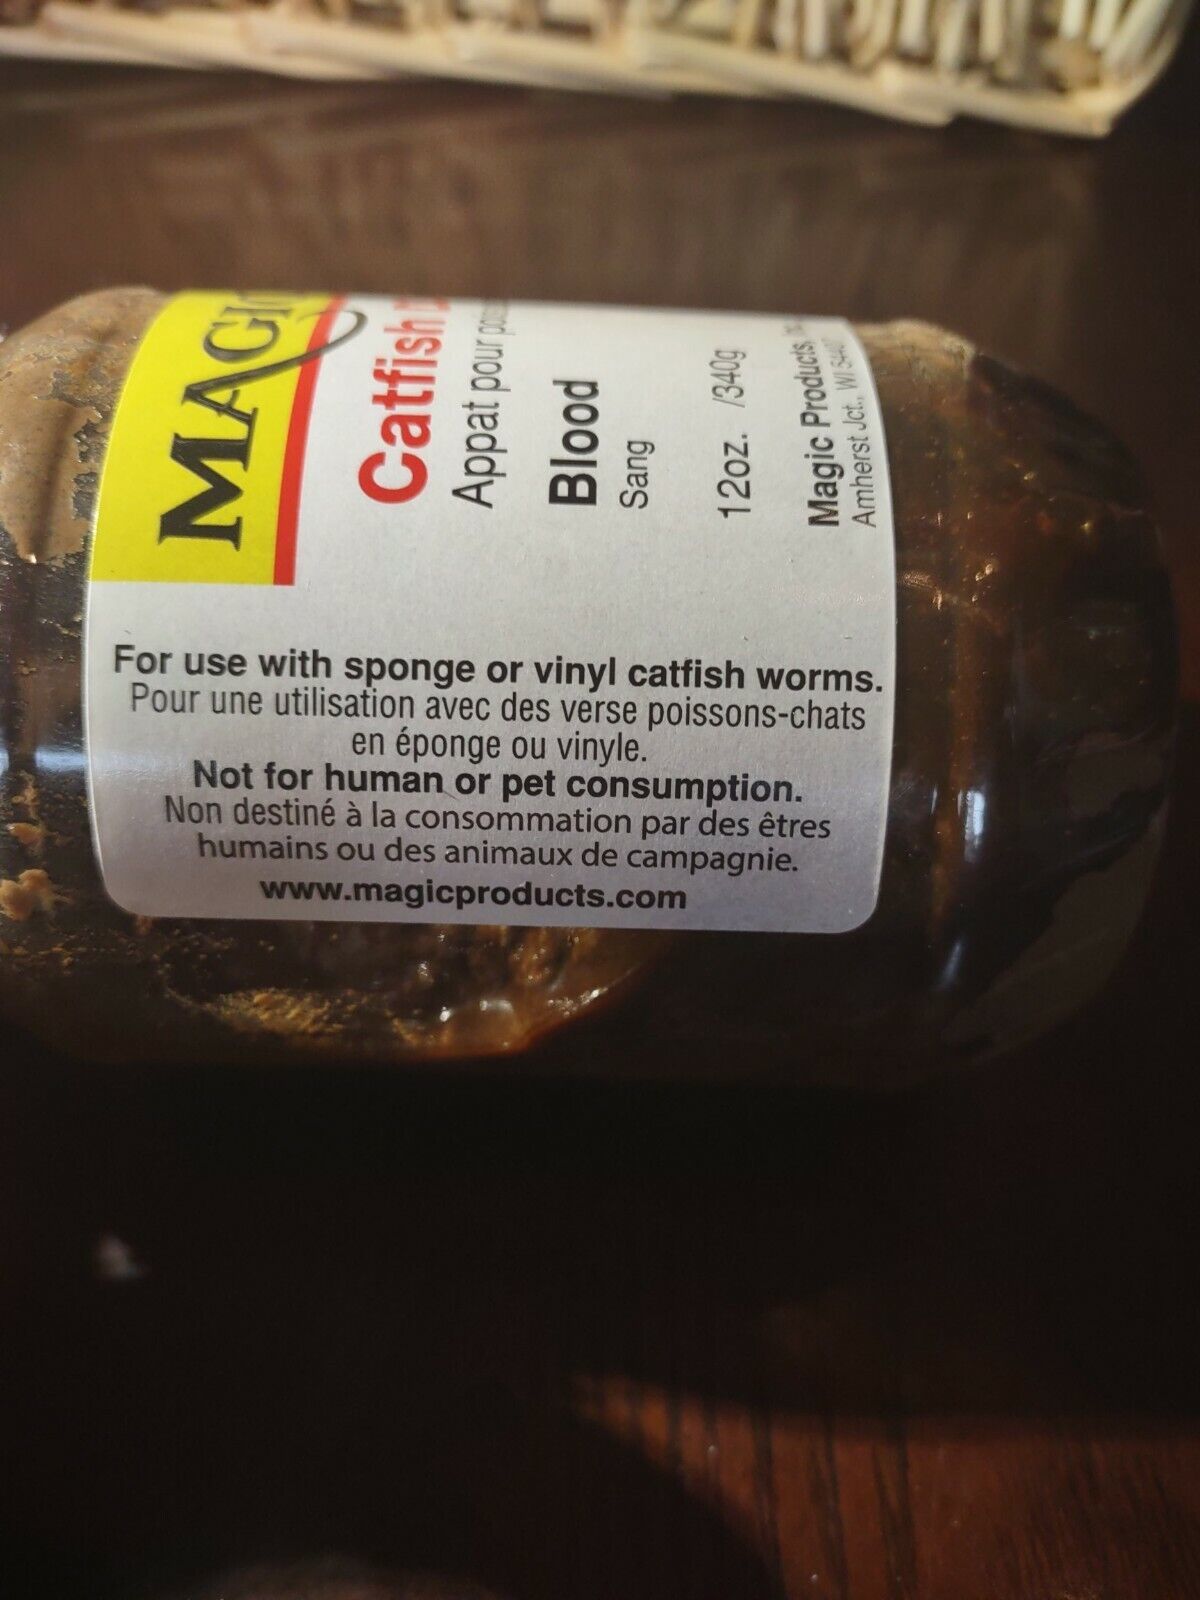 MAGIC
Catfish
Appat pour
Blood
Sang
12oz. /340g
Magic Products,
Amherst Jct., WI
For use with sponge or vinyl catfish worms.
Pour une utilisation avec des verse poissons-chats
en éponge ou vinyle.
Not for human or pet consumption.
Non destiné à la consommation par des êtres
humains ou des animaux de campagnie.
www.magicproducts.com